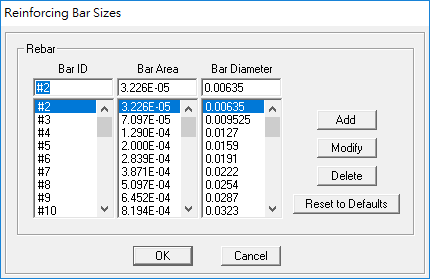 Reinforcing Bar Sizes
Rebar
Bar ID Bar Area Bar Diameter
#2 3.226E-05 0.00635
#2 3.226E-05 0.00635
#3 7.097E-05 0.009525
#4 1.290E-04 0.0127
#5 2.000E-04 0.0159
#6 2.839E-04 0.0191
#7 3.871E-04 0.0222
#8 5.097E-04 0.0254
#9 6.452E-04 0.0287
#10 8.194E-04 0.0323
Add
Modify
Delete
Reset to Defaults
OK Cancel